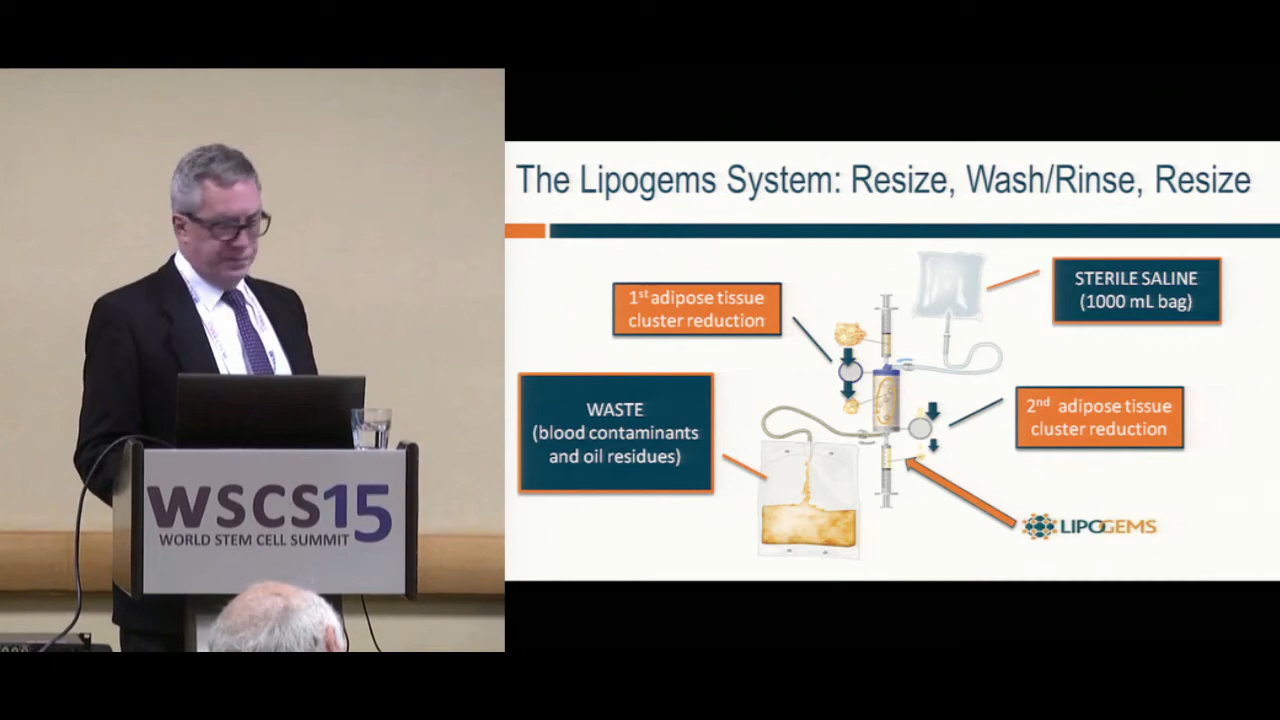 The Lipogems System: Resize, Wash/Rinse, Resize
1st adipose tissue
cluster reduction
STERILE SALINE
(1000 mL bag)
WASTE
(blood contaminants
and oil residues)
2nd adipose tissue
cluster reduction
LIPOGEMS
WSCS15
WORLD STEM CELL SUMMIT